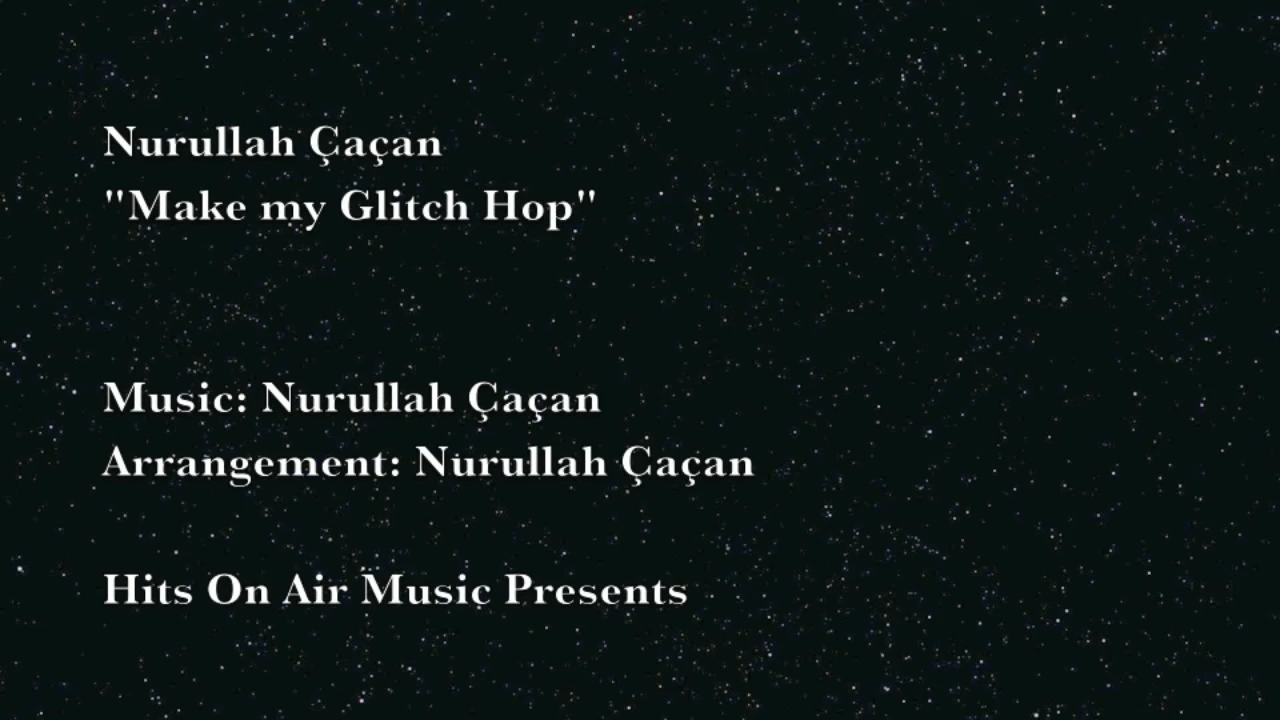 Nurullah Çaçan
"Make my Glitch Hop"
Music: Nurullah Çaçan
Arrangement: Nurullah Çaçan
Hits On Air Music Presents